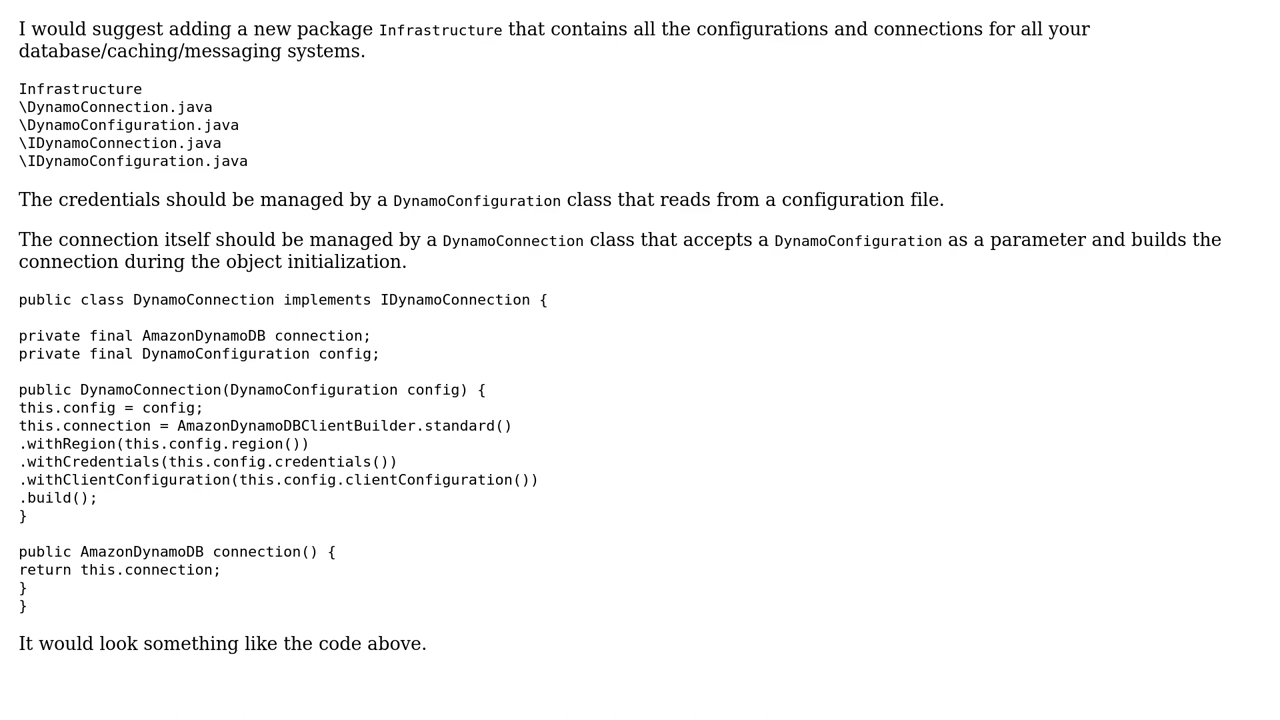 I would suggest adding a new package Infrastructure that contains all the configurations and connections for all your
database/caching/messaging systems.
Infrastructure
\DynamoConnection.java
\DynamoConfiguration.java
\IDynamoConnection.java
\IDynamoConfiguration.java
The credentials should be managed by a DynamoConfiguration class that reads from a configuration file.
The connection itself should be managed by a DynamoConnection class that accepts a DynamoConfiguration as a parameter and builds the
connection during the object initialization.
public class DynamoConnection implements IDynamoConnection {
private final AmazonDynamoDB connection;
private final DynamoConfiguration config;
public DynamoConnection(DynamoConfiguration config) {
this.config = config;
this.connection = AmazonDynamoDBClientBuilder.standard()
.withRegion(this.config.region())
.withCredentials(this.config.credentials())
.withClientConfiguration(this.config.clientConfiguration())
.build();
}
public AmazonDynamoDB connection() {
return this.connection;
}
}
It would look something like the code above.